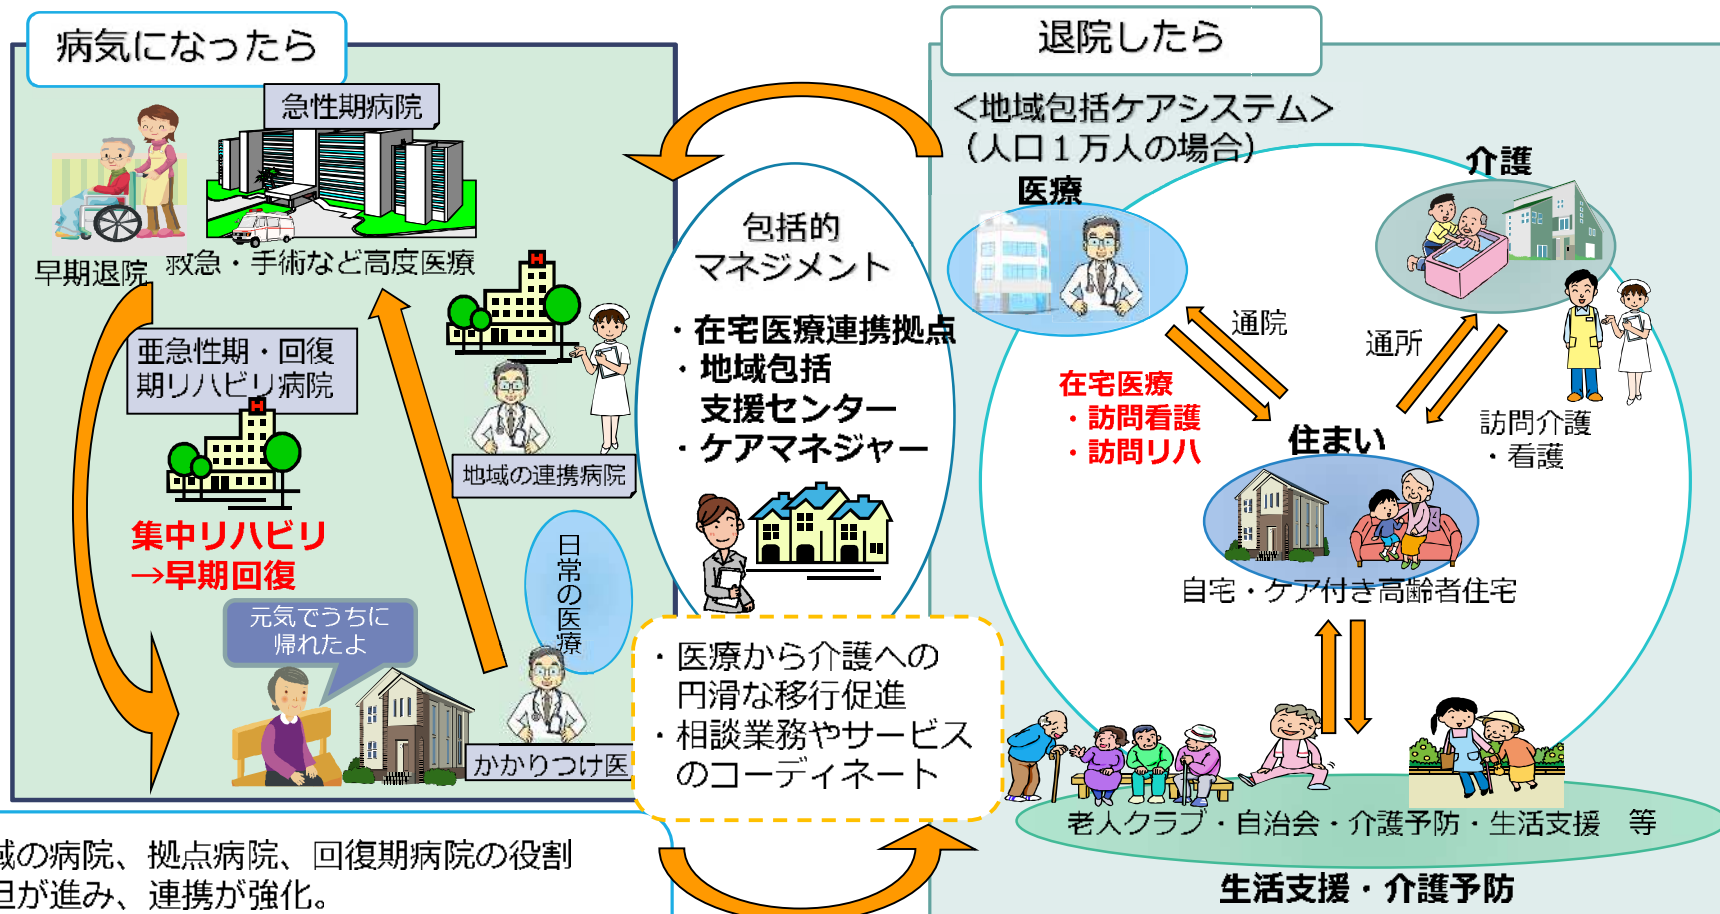 病気になったら
急性期病院
早期退院
救急・手術など高度医療
亜急性期・回復
期リハビリ病院
集中リハビリ
→早期回復
地域の連携病院
日常の医療
元気でうちに
帰れたよ
かかりつけ医
域の病院、拠点病院、回復期病院の役割
担が進み、連携が強化。
包括的
マネジメント
・在宅医療連携拠点
・地域包括
支援センター
・ケアマネジャー
・医療から介護への
円滑な移行促進
・相談業務やサービス
のコーディネート
退院したら
<地域包括ケアシステム>
(人口1万人の場合)
医療
介護
通院
通所
在宅医療
・訪問看護
・訪問リハ
訪問介護
・看護
住まい
自宅・ケア付き高齢者住宅
老人クラブ・自治会・介護予防・生活支援 等
生活支援・介護予防
H
H